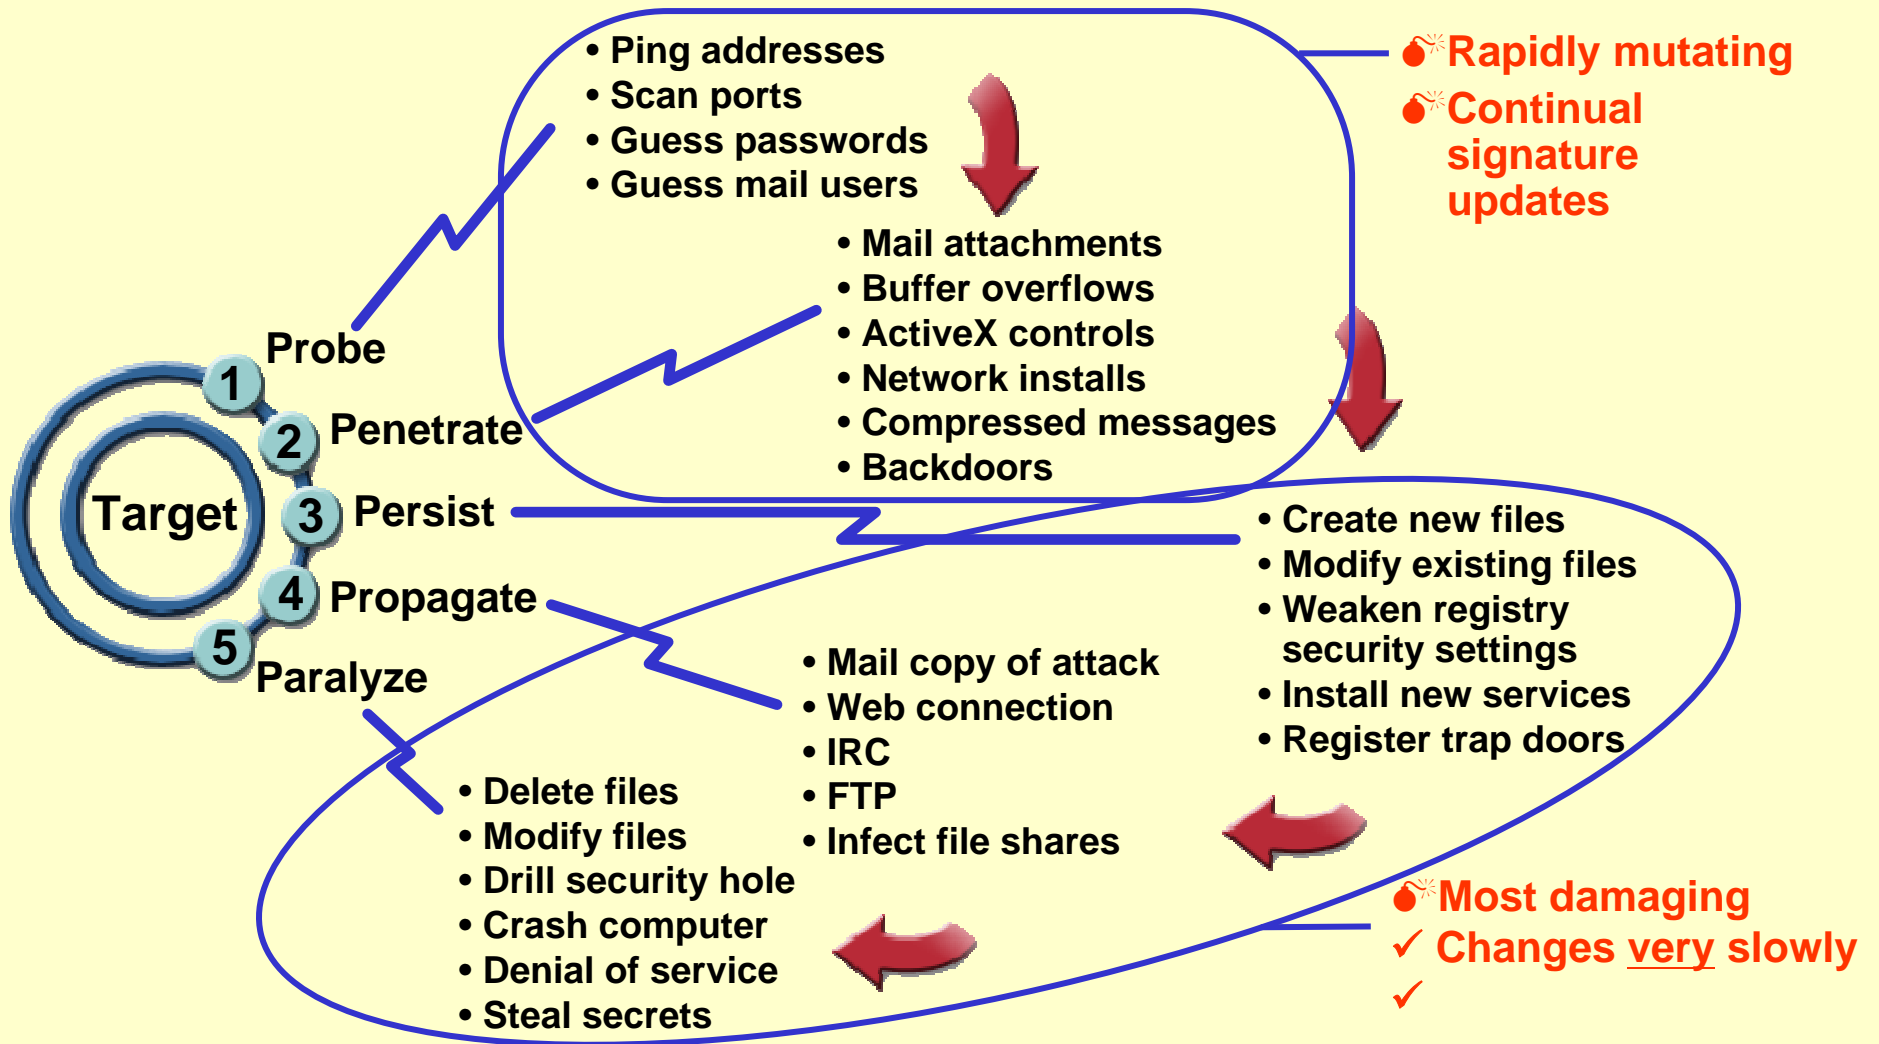 • Ping addresses
• Scan ports
• Guess passwords
• Guess mail users
Rapidly mutating
Continual
signature
updates
• Mail attachments
• Buffer overflows
• ActiveX controls
• Network installs
• Compressed messages
• Backdoors
Target
1
Probe
2
Penetrate
3
Persist
4
Propagate
5
Paralyze
• Create new files
• Modify existing files
• Weaken registry
security settings
• Install new services
• Register trap doors
• Mail copy of attack
• Web connection
• IRC
• FTP
• Infect file shares
• Delete files
• Modify files
• Drill security hole
• Crash computer
• Denial of service
• Steal secrets
Most damaging
✓ Changes very slowly
✓